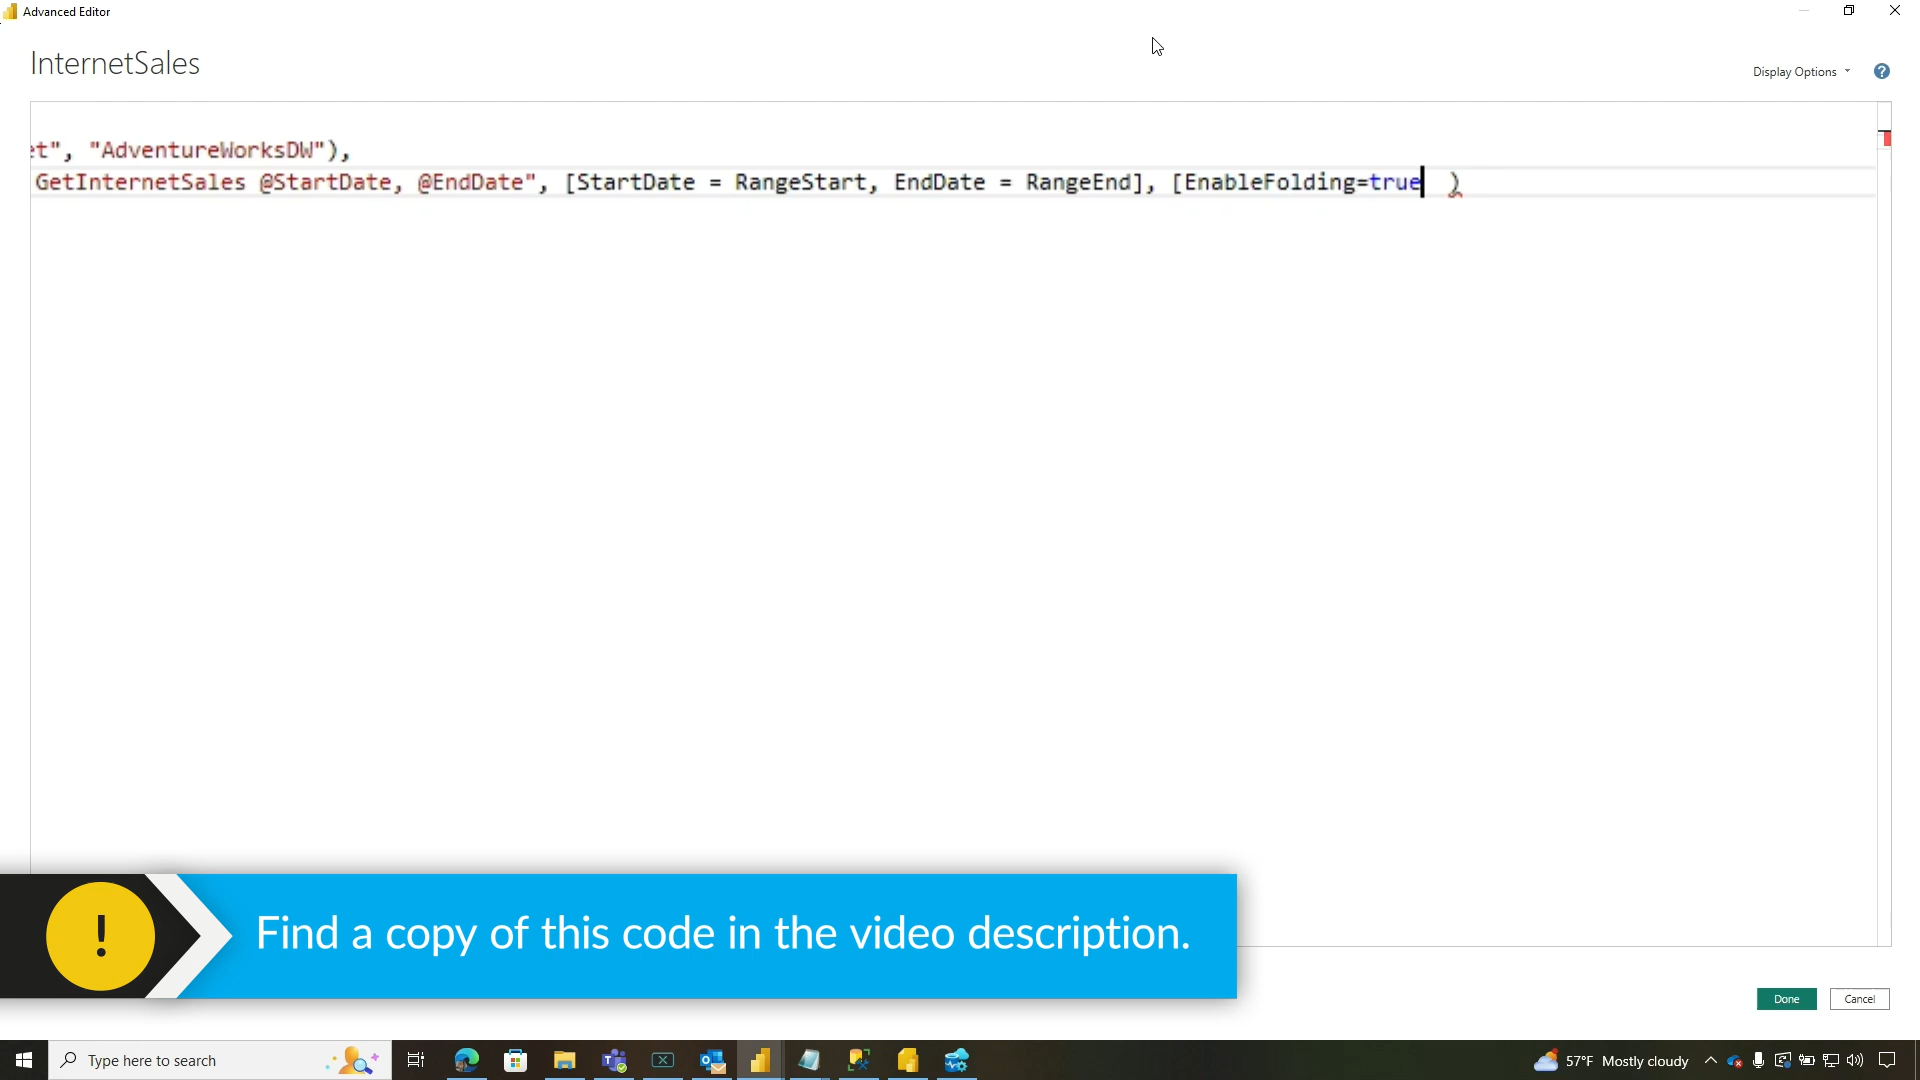 Advanced Editor
InternetSales
Display Options
?
et", "AdventureWorksDW"),
GetInternetSales @StartDate, @EndDate", [StartDate = RangeStart, EndDate = RangeEnd], [EnableFolding=true )
! Find a copy of this code in the video description.
Done Cancel
Type here to search
57°F Mostly cloudy